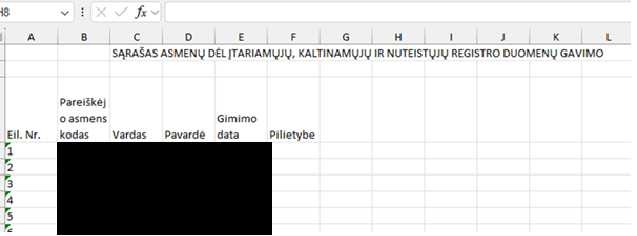 H8
fx
A B C D E F G H I J K L
SĄRAŠAS ASMENŲ DĖL ĮTARIAMŲJŲ, KALTINAMŲJŲ IR NUTEISTŲJŲ REGISTRO DUOMENŲ GAVIMO
Pareiškėj
o asmens Gimimo
Eil. Nr. kodas Vardas Pavardė data Pilietybe
1
2
3
4
5